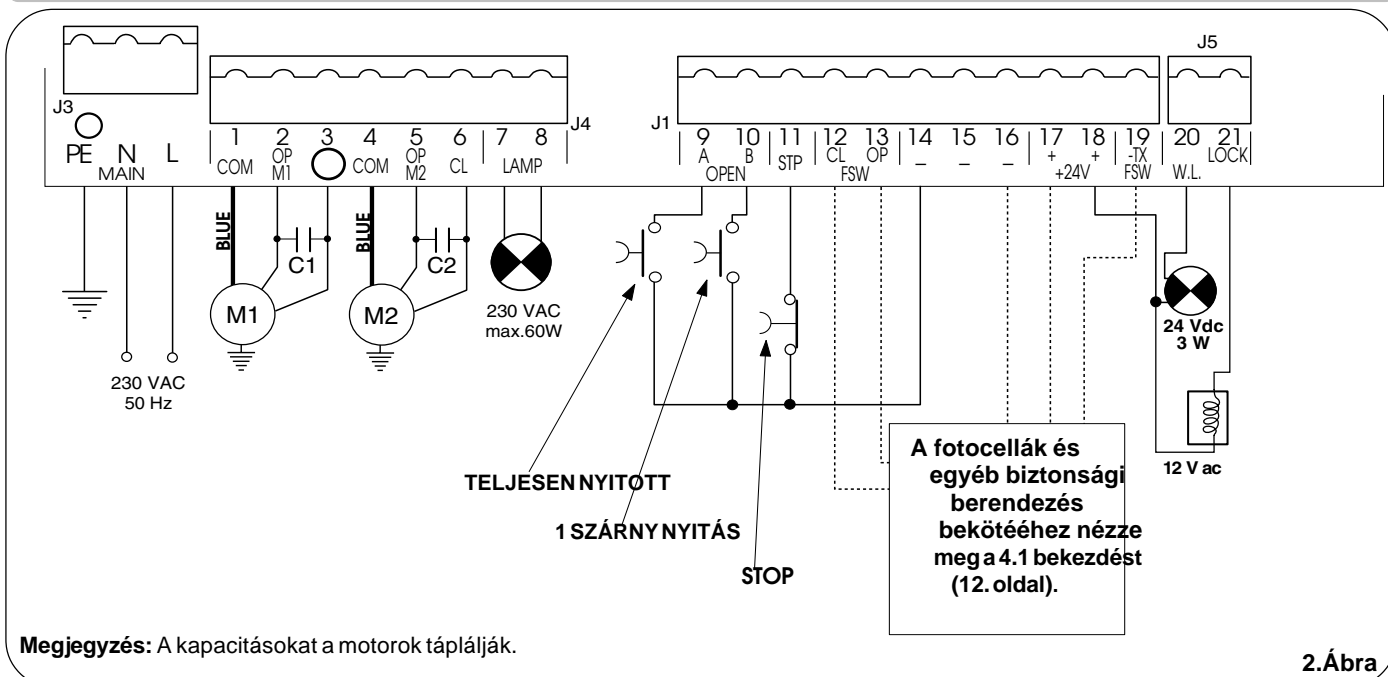 J5
J3
J4
J1
1 2 3 4 5 6 7 8
9 10 11 12 13 14 15 16 17 18 19 20 21
PE N L
MAIN
COM
OP
M1
COM
OP
M2
CL
LAMP
A B
OPEN
STP
CL OP
FSW
_ _ _
+ +
+24V
-TX
FSW
W.L.
LOCK
BLUE
BLUE
C1
C2
M1
M2
230 VAC
max.60W
230 VAC
50 Hz
24 Vdc
3 W
12 V ac
TELJESEN NYITOTT
1 SZÁRNY NYITÁS
STOP
A fotocellák és
egyéb biztonsági
berendezés
bekötééhez nézze
meg a 4.1 bekezdést
(12. oldal).
Megjegyzés: A kapacitásokat a motorok táplálják.
2.Ábra